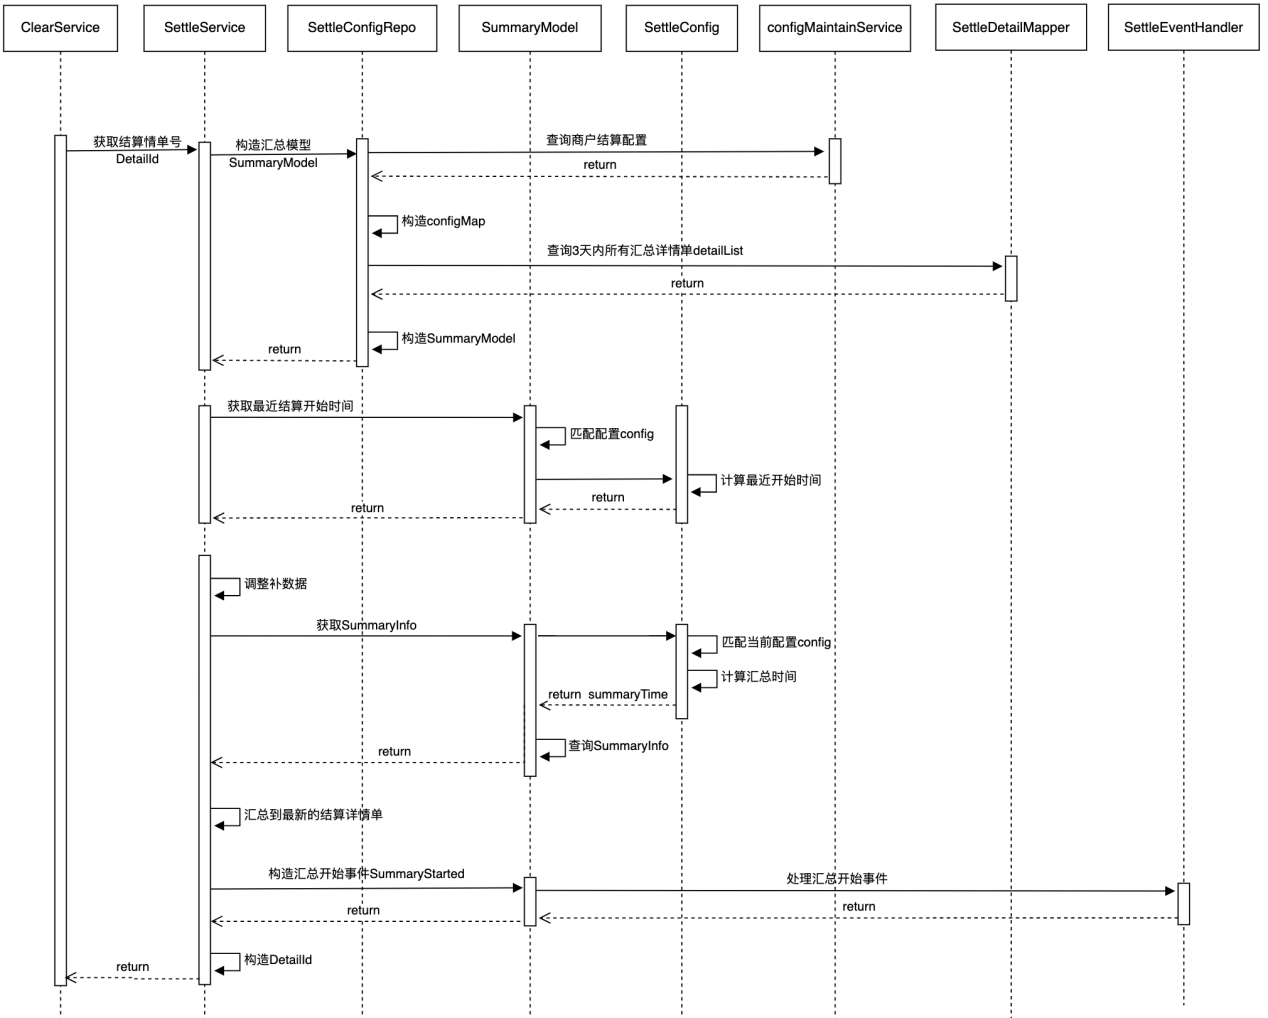 ClearService
SettleService
SettleConfigRepo
SummaryModel
SettleConfig
configMaintainService
SettleDetailMapper
SettleEventHandler
获取结算情单号
DetailId
构造汇总模型
SummaryModel
查询商户结算配置
return
构造configMap
查询3天内所有汇总详情单detailList
return
构造SummaryModel
return
获取最近结算开始时间
匹配配置config
计算最近开始时间
return
return
调整补数据
获取SummaryInfo
匹配当前配置config
计算汇总时间
return summaryTime
查询SummaryInfo
return
汇总到最新的结算详情单
构造汇总开始事件SummaryStarted
处理汇总开始事件
return
return
构造DetailId
return